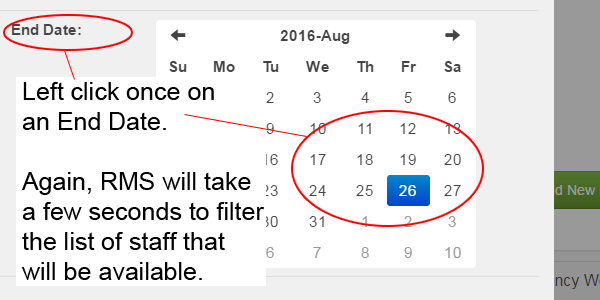 End Date:
2016-Aug
Su Mo Tu We Th Fr Sa
2 3 4 5 6
9 10 11 12 13
16 17 18 19 20
23 24 25 26 27
30 31 1 2 3
6 7 8 9 10
Left click once on
an End Date.
Again, RMS will take
a few seconds to filter
the list of staff that
will be available.
d New
ncy W